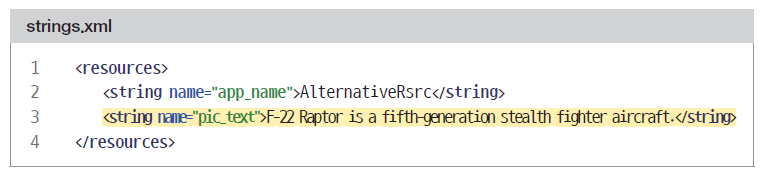 strings.xml
1 <resources>
2 <string name="app_name">AlternativeRsrc</string>
3 <string name="pic_text">F-22 Raptor is a fifth-generation stealth fighter aircraft.</string>
4 </resources>